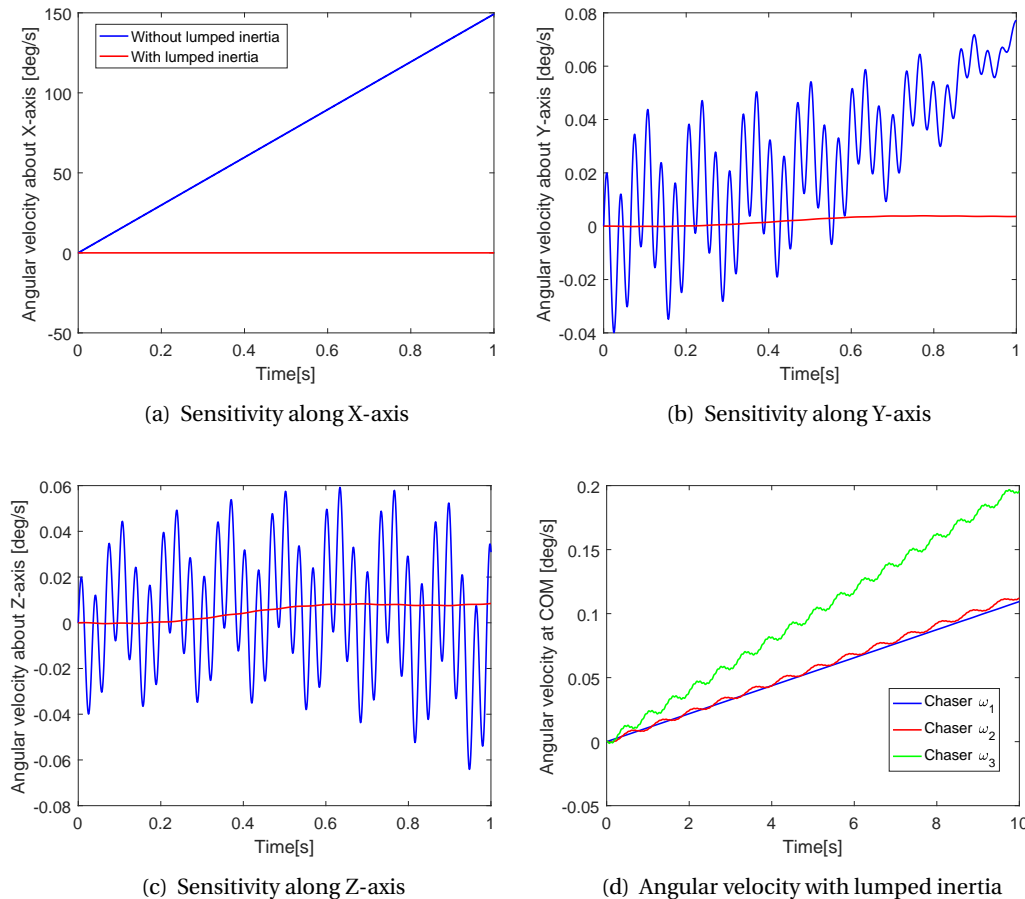 Angular velocity about X-axis [deg/s]
150
100
50
0
-50
Without lumped inertia
With lumped inertia
0 0.2 0.4 0.6 0.8 1
Time[s]
(a) Sensitivity along X-axis
Angular velocity about Y-axis [deg/s]
0.08
0.06
0.04
0.02
0
-0.02
-0.04
0 0.2 0.4 0.6 0.8 1
Time[s]
(b) Sensitivity along Y-axis
Angular velocity about Z-axis [deg/s]
0.06
0.04
0.02
0
-0.02
-0.04
-0.06
-0.08
0 0.2 0.4 0.6 0.8 1
Time[s]
(c) Sensitivity along Z-axis
Angular velocity at COM [deg/s]
0.2
0.15
0.1
0.05
0
-0.05
Chaser ω1
Chaser ω2
Chaser ω3
0 2 4 6 8 10
Time[s]
(d) Angular velocity with lumped inertia